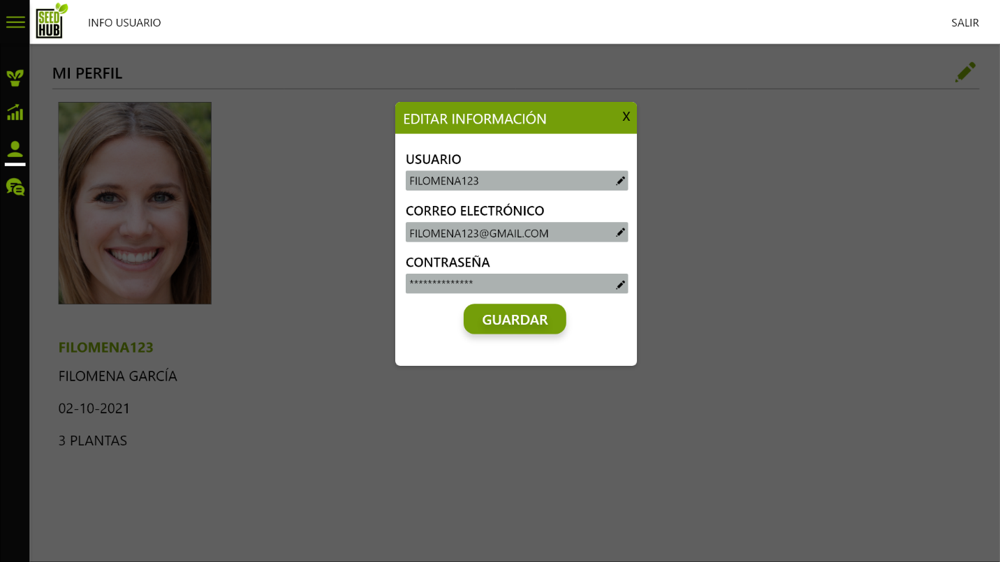 SEED
HUB
INFO USUARIO
SALIR
MI PERFIL
EDITAR INFORMACIÓN
X
USUARIO
FILOMENA123
CORREO ELECTRÓNICO
FILOMENA123@GMAIL.COM
CONTRASEÑA
**************
GUARDAR
FILOMENA123
FILOMENA GARCÍA
02-10-2021
3 PLANTAS